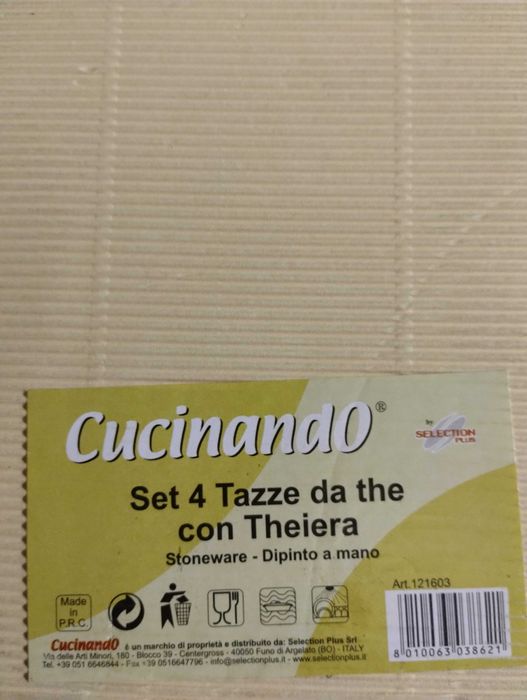 CucinandO®
by SELECTION PLUS
Set 4 Tazze da the
con Theiera
Stoneware - Dipinto a mano
Art.121603
Made in P.R.C.
8 010063 038621
CucinandO è un marchio di proprietà e distribuito da: Selection Plus Srl
Via delle Arti Minori, 180 - Blocco 39 - Centergross - 40050 Funo di Argelato (BO) - ITALY
Tel. +39 051 6646844 - Fax +39 0516647796 - info@selectionplus.it - www.selectionplus.it